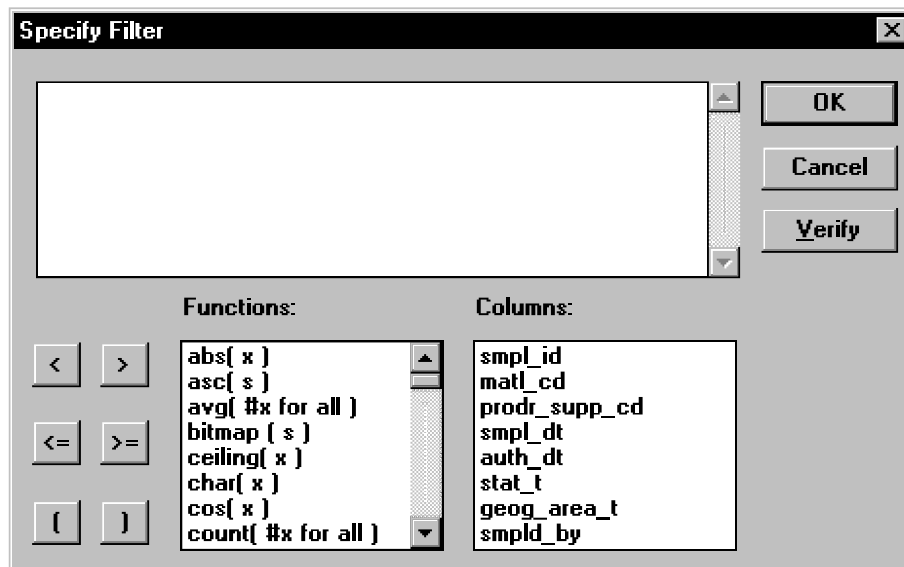 Specify Filter
OK
Cancel
Verify
Functions:
Columns:
< >
<= >=
( )
abs( x )
asc( s )
avg( #x for all )
bitmap ( s )
ceiling( x )
char( x )
cos( x )
count( #x for all )
smpl_id
matl_cd
prodr_supp_cd
smpl_dt
auth_dt
stat_t
geog_area_t
smpld_by